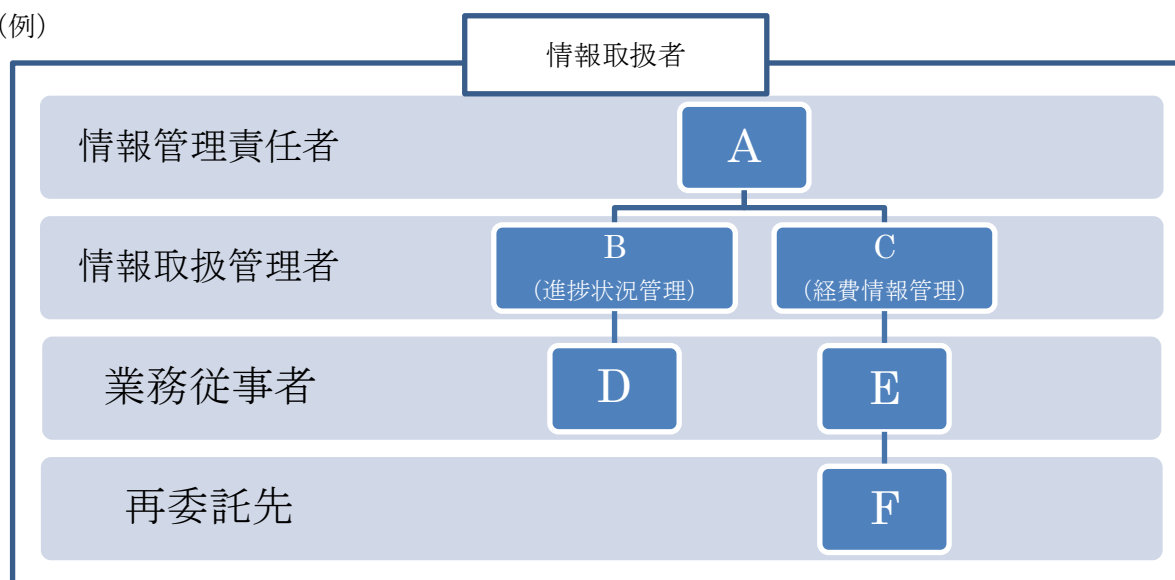 (例)
情報取扱者
情報管理責任者
A
情報取扱管理者
B
（進捗状況管理）
C
（経費情報管理）
業務従事者
D
E
再委託先
F